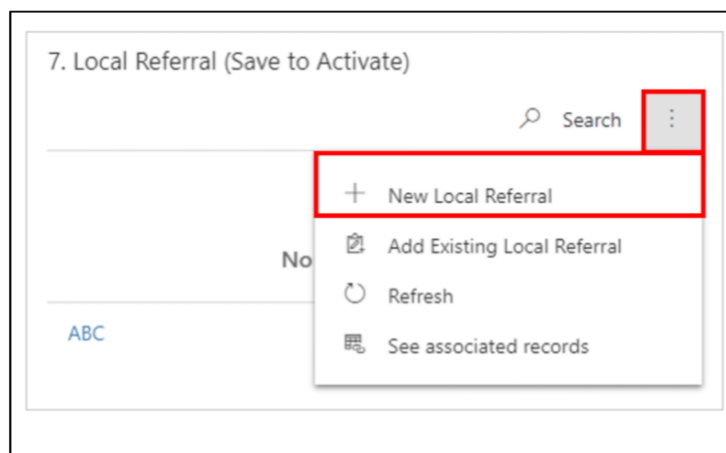 7. Local Referral (Save to Activate)
Search
New Local Referral
No
Add Existing Local Referral
Refresh
ABC
See associated records